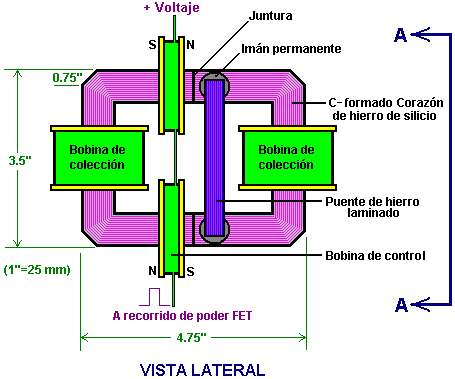 + Voltaje
Juntura
S
N
Imán permanente
A
0.75"
C-formado Corazón
de hierro de silicio
Bobina de
colección
Bobina de
colección
3.5"
Puente de hierro
laminado
Bobina de control
(1"=25 mm)
N
S
A
A recorrido de poder FET
4.75"
VISTA LATERAL